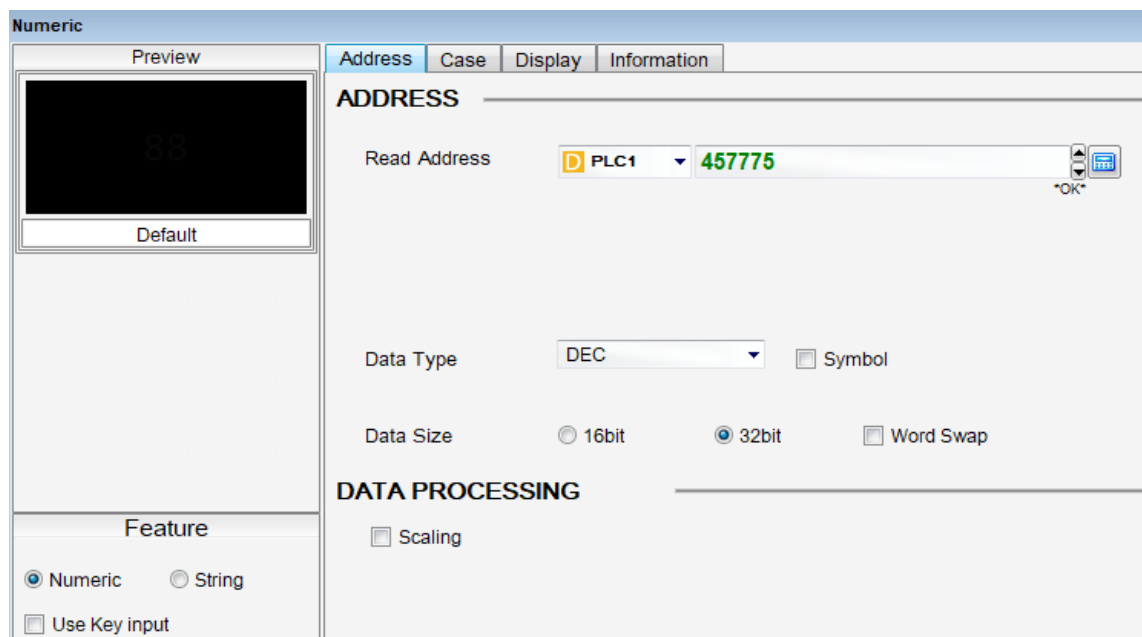 Numeric
Preview
88
Default
Address Case Display Information
ADDRESS
Read Address D PLC1 457775
*OK*
Data Type DEC Symbol
Data Size 16bit 32bit Word Swap
DATA PROCESSING
Scaling
Feature
Numeric String
Use Key input